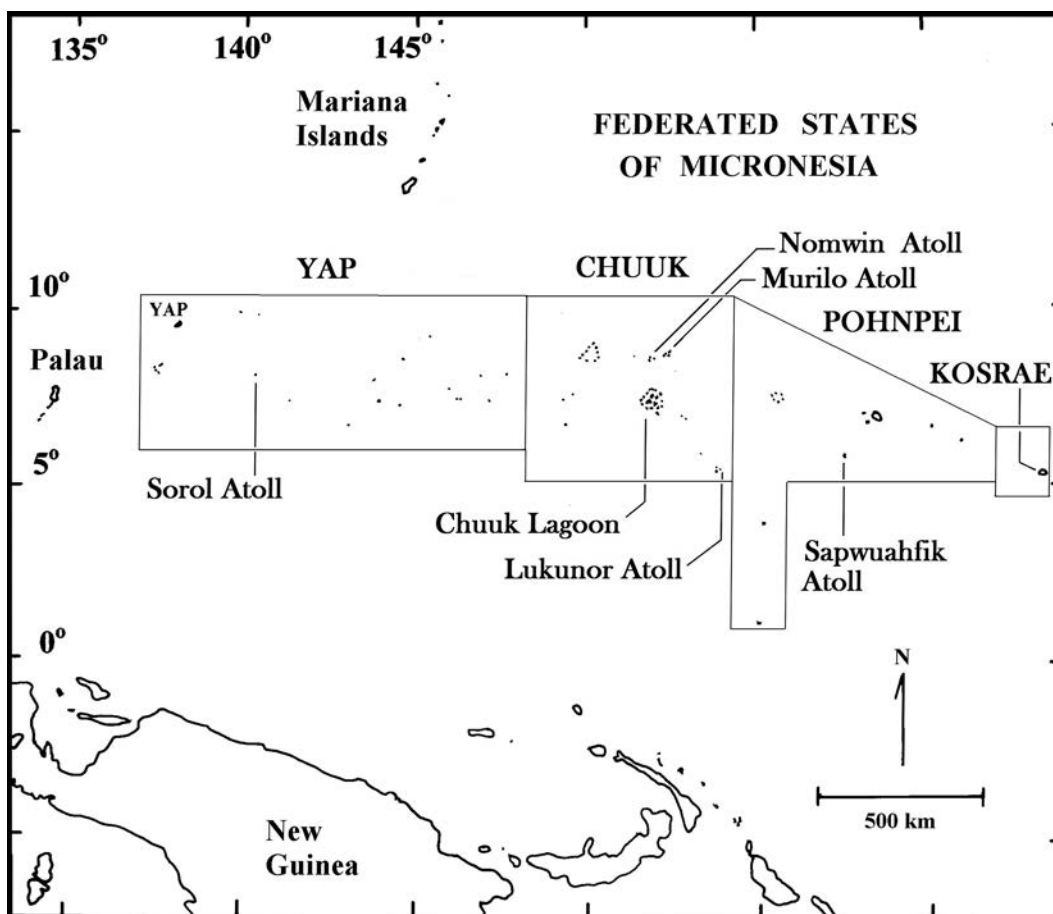 135°
140°
145°
Mariana
Islands
FEDERATED STATES
OF MICRONESIA
Nomwin Atoll
Murilo Atoll
YAP
CHUUK
10°
YAP
POHNPEI
Palau
KOSRAE
5°
Sorol Atoll
Chuuk Lagoon
Lukunor Atoll
Sapwuahfik
Atoll
0°
N
500 km
New
Guinea